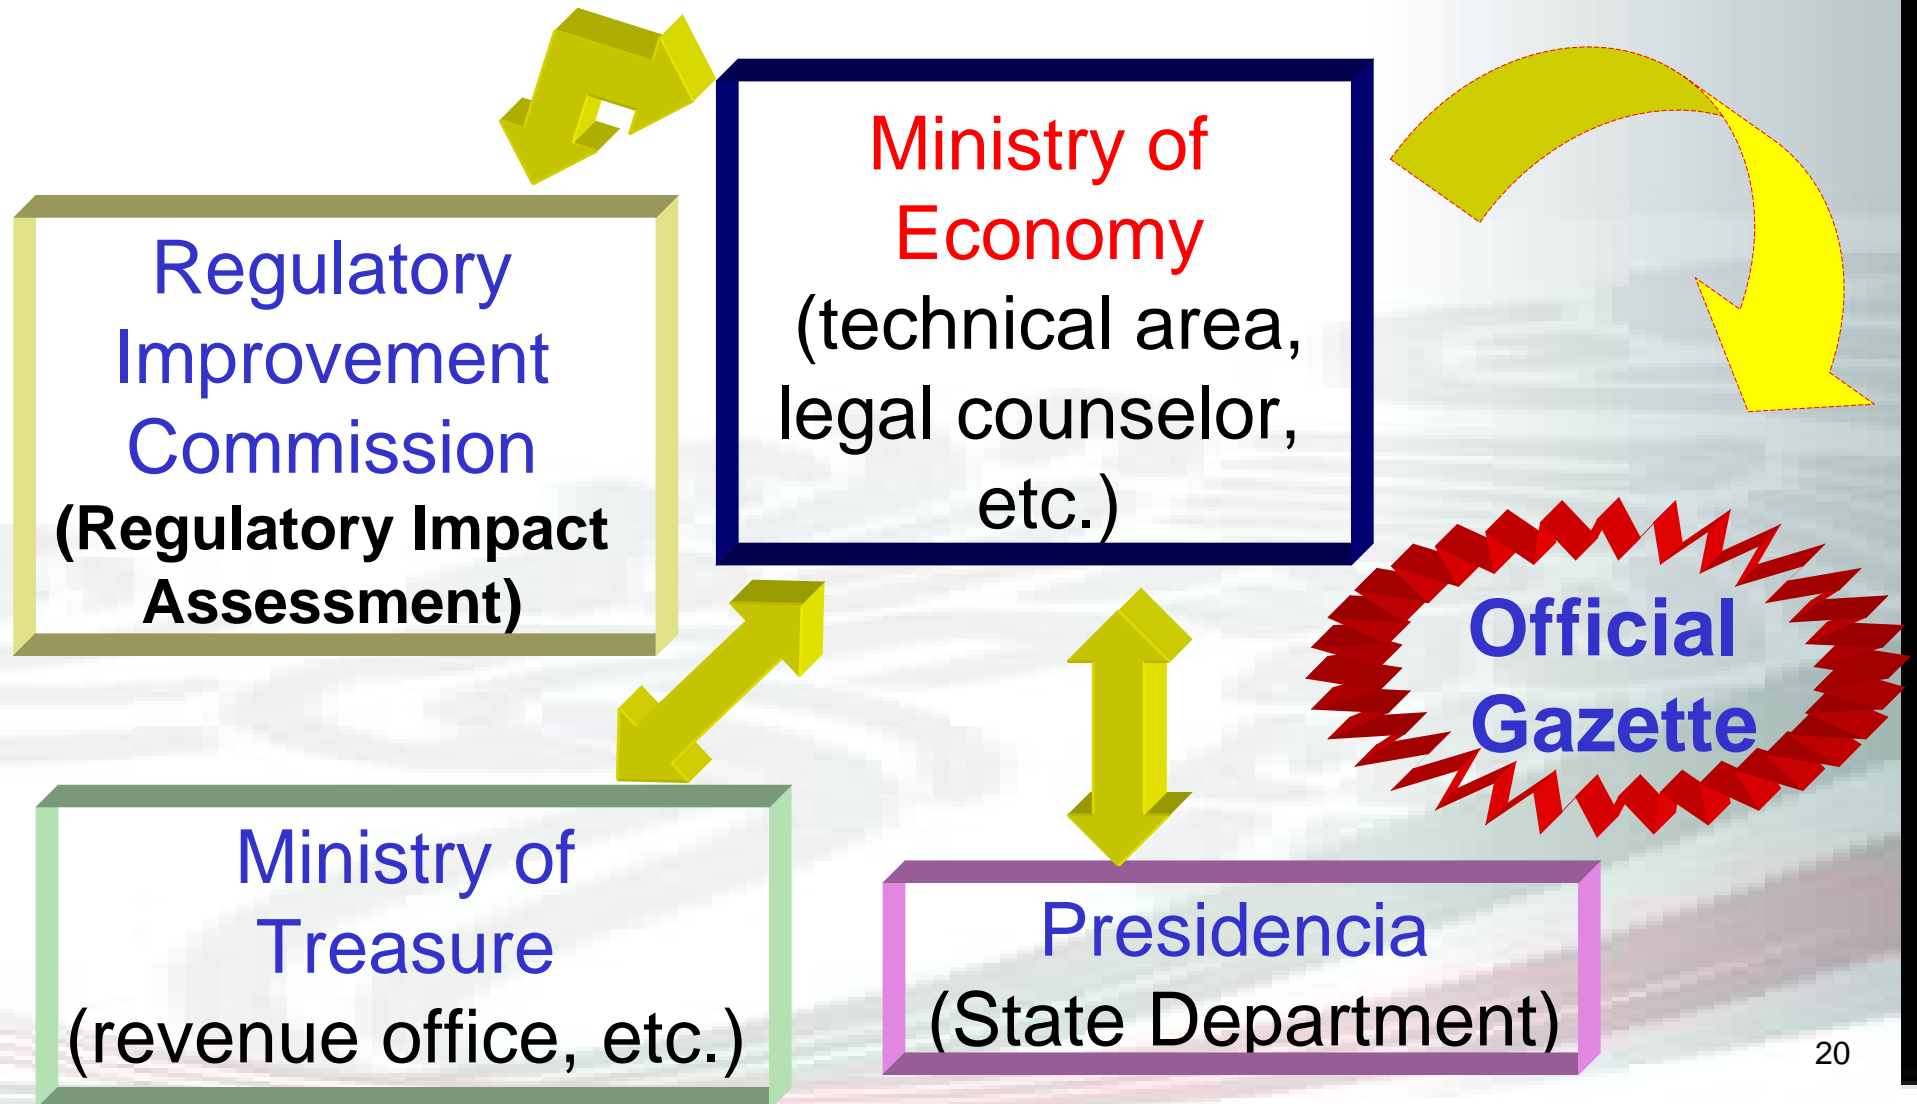 Ministry of
Economy
(technical area,
legal counselor,
etc.)
Regulatory
Improvement
Commission
(Regulatory Impact
Assessment)
Official
Gazette
Ministry of
Treasure
(revenue office, etc.)
Presidencia
(State Department)
20